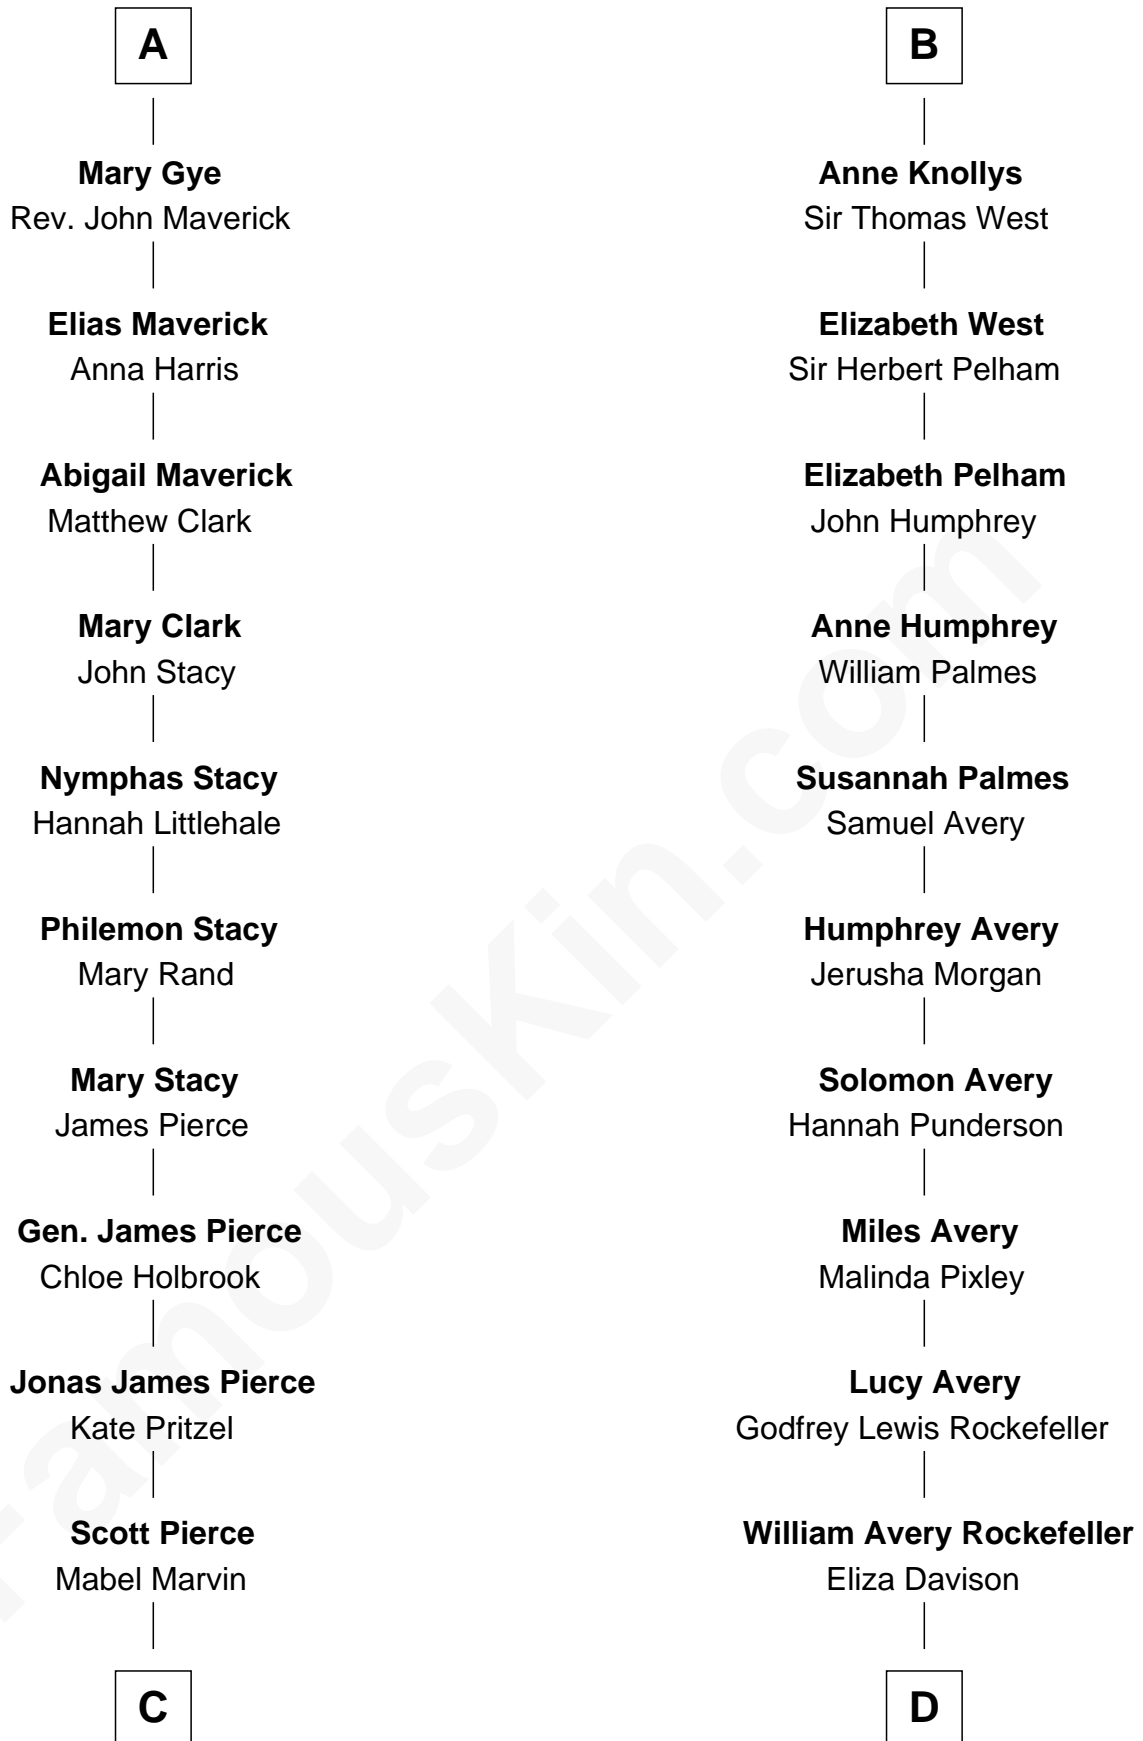 A
Mary Gye
Rev. John Maverick
Elias Maverick
Anna Harris
Abigail Maverick
Matthew Clark
Mary Clark
John Stacy
Nymphas Stacy
Hannah Littlehale
Philemon Stacy
Mary Rand
Mary Stacy
James Pierce
Gen. James Pierce
Chloe Holbrook
Jonas James Pierce
Kate Pritzel
Scott Pierce
Mabel Marvin
C
B
Anne Knollys
Sir Thomas West
Elizabeth West
Sir Herbert Pelham
Elizabeth Pelham
John Humphrey
Anne Humphrey
William Palmes
Susannah Palmes
Samuel Avery
Humphrey Avery
Jerusha Morgan
Solomon Avery
Hannah Punderson
Miles Avery
Malinda Pixley
Lucy Avery
Godfrey Lewis Rockefeller
William Avery Rockefeller
Eliza Davison
D
FamousKin.com